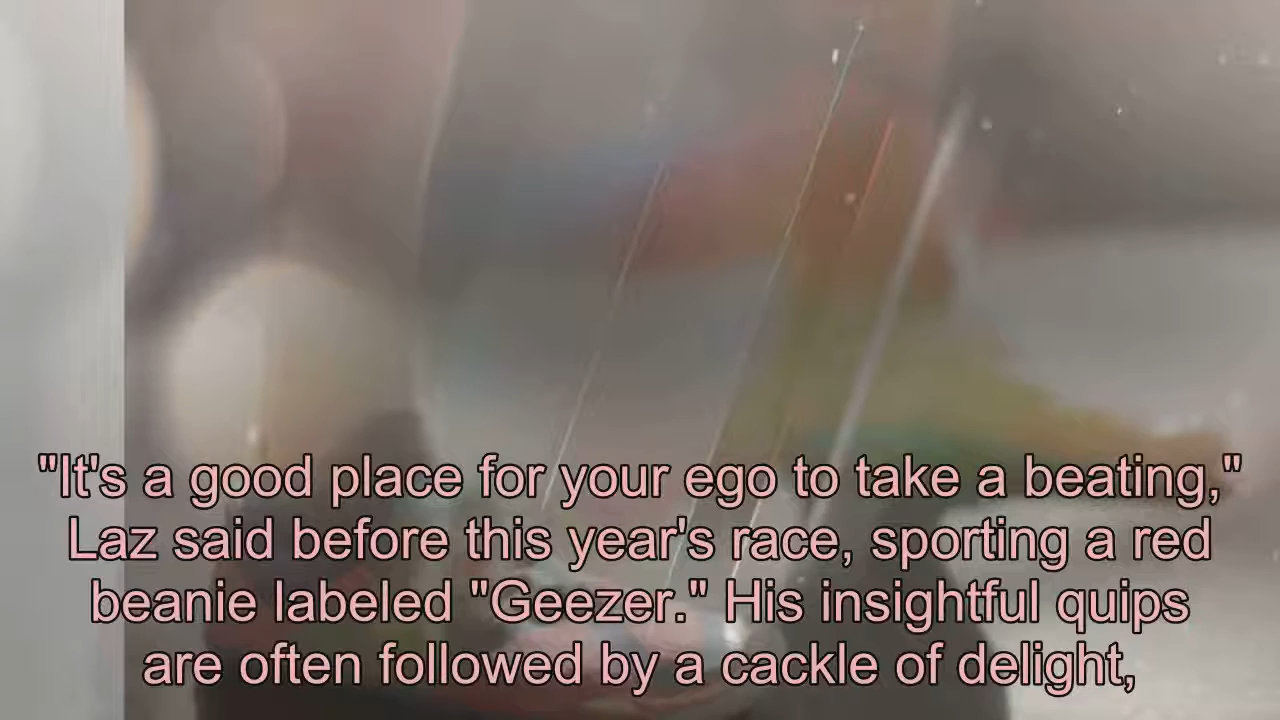 "It's a good place for your ego to take a beating,"
Laz said before this year's race, sporting a red
beanie labeled "Geezer." His insightful quips
are often followed by a cackle of delight,